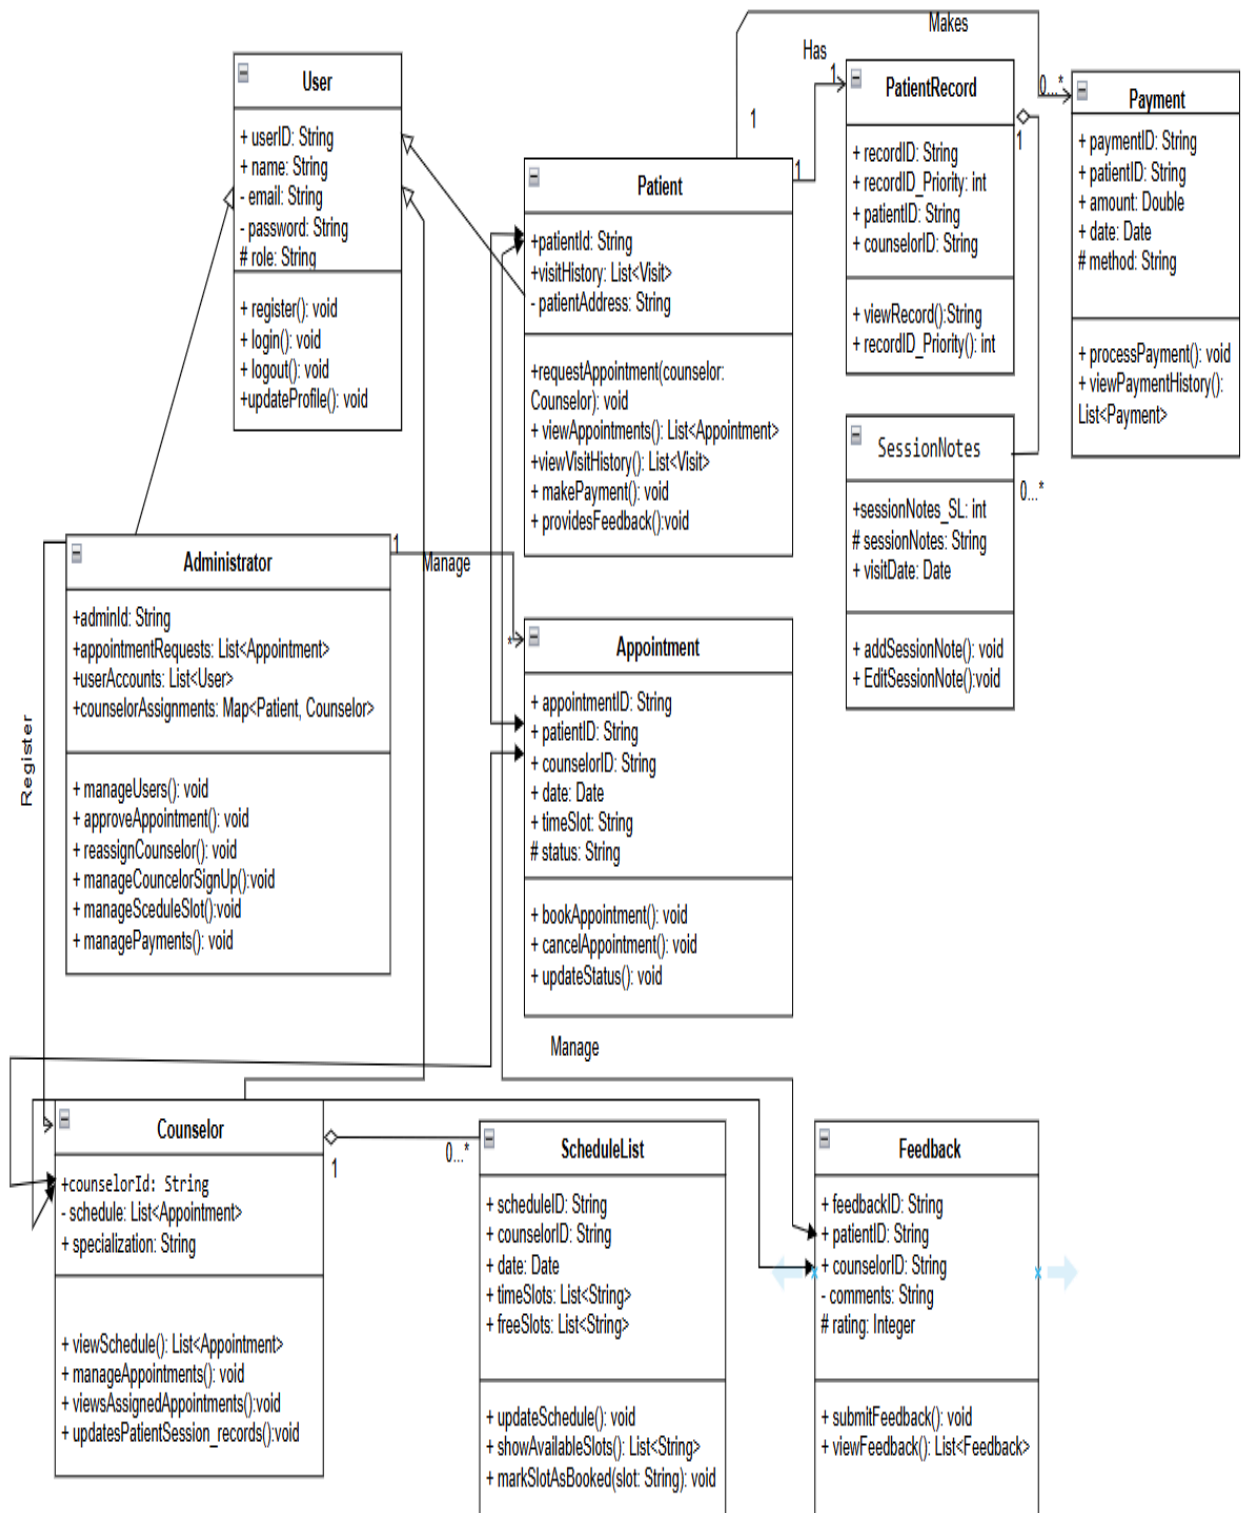 Makes
Has
1
1
1
0...*
1
User
+ userID: String
+ name: String
- email: String
- password: String
# role: String
+ register(): void
+ login(): void
+ logout(): void
+updateProfile(): void
Patient
+patientId: String
+visitHistory: List<Visit>
- patientAddress: String
+requestAppointment(counselor:
Counselor): void
+ viewAppointments(): List<Appointment>
+viewVisitHistory(): List<Visit>
+ makePayment(): void
+ providesFeedback():void
PatientRecord
+ recordID: String
+ recordID_Priority: int
+ patientID: String
+ counselorID: String
+ viewRecord():String
+ recordID_Priority(): int
Payment
+ paymentID: String
+ patientID: String
+ amount: Double
+ date: Date
# method: String
+ processPayment(): void
+ viewPaymentHistory():
List<Payment>
SessionNotes
0...*
+sessionNotes_SL: int
# sessionNotes: String
+ visitDate: Date
+ addSessionNote(): void
+ EditSessionNote():void
Administrator
1
Manage
*
+adminId: String
+appointmentRequests: List<Appointment>
+userAccounts: List<User>
+counselorAssignments: Map<Patient, Counselor>
+ manageUsers(): void
+ approveAppointment(): void
+ reassignCounselor(): void
+ manageCouncelorSignUp():void
+ manageSceduleSlot():void
+ managePayments(): void
Register
Appointment
+ appointmentID: String
+ patientID: String
+ counselorID: String
+ date: Date
+ timeSlot: String
# status: String
+ bookAppointment(): void
+ cancelAppointment(): void
+ updateStatus(): void
Manage
Counselor
1
0...*
+counselorId: String
- schedule: List<Appointment>
+ specialization: String
+ viewSchedule(): List<Appointment>
+ manageAppointments(): void
+ viewsAssignedAppointments():void
+ updatesPatientSession_records():void
ScheduleList
+ scheduleID: String
+ counselorID: String
+ date: Date
+ timeSlots: List<String>
+ freeSlots: List<String>
+ updateSchedule(): void
+ showAvailableSlots(): List<String>
+ markSlotAsBooked(slot: String): void
Feedback
+ feedbackID: String
+ patientID: String
+ counselorID: String
- comments: String
# rating: Integer
+ submitFeedback(): void
+ viewFeedback(): List<Feedback>